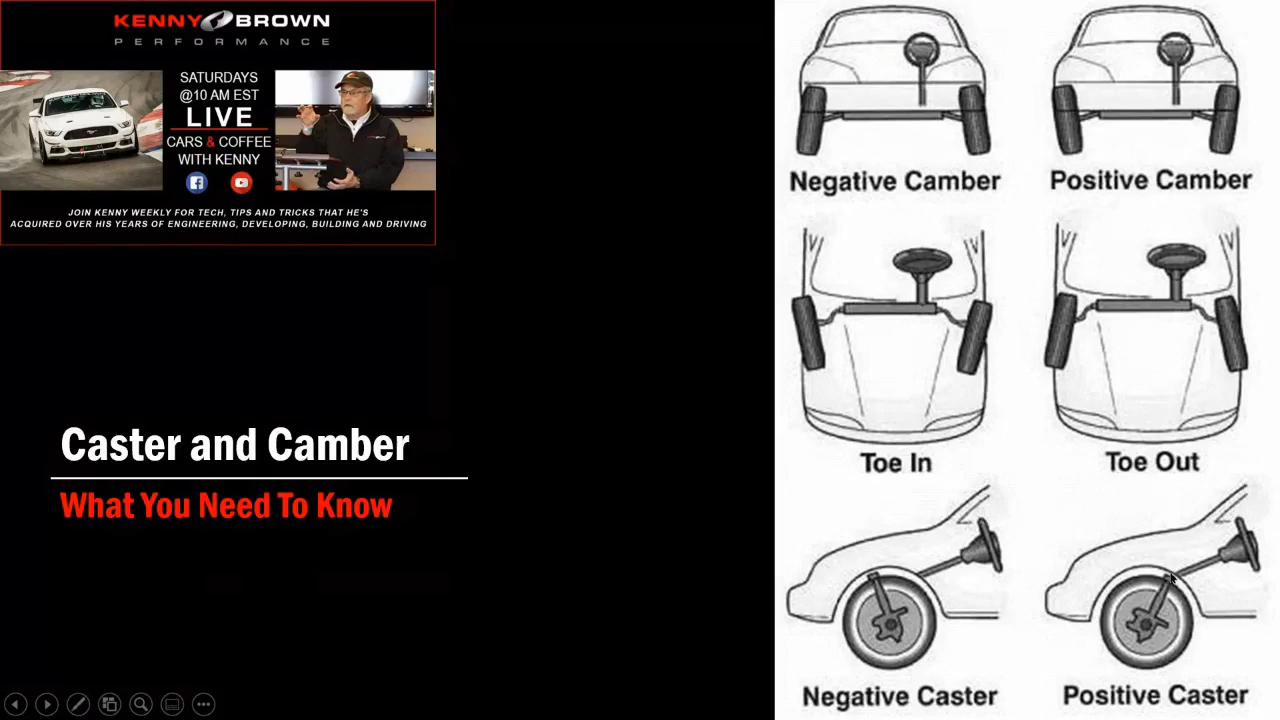 KENNY BROWN
PERFORMANCE
SATURDAYS
@10 AM EST
LIVE
CARS & COFFEE
WITH KENNY
JOIN KENNY WEEKLY FOR TECH, TIPS AND TRICKS THAT HE'S
ACQUIRED OVER HIS YEARS OF ENGINEERING, DEVELOPING, BUILDING AND DRIVING
Caster and Camber
What You Need To Know
Negative Camber
Positive Camber
Toe In
Toe Out
Negative Caster
Positive Caster